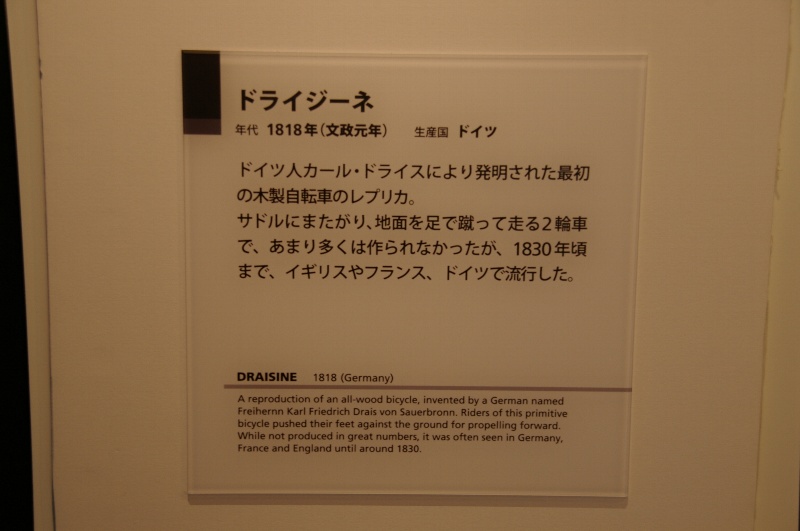 ドライジーネ
年代 1818年(文政元年) 生産国 ドイツ
ドイツ人カール・ドライスにより発明された最初
の木製自転車のレプリカ。
サドルにまたがり、地面を足で蹴って走る2輪車
で、あまり多くは作られなかったが、1830年頃
まで、イギリスやフランス、ドイツで流行した。
DRAISINE 1818 (Germany)
A reproduction of an all-wood bicycle, invented by a German named
Freihernn Karl Friedrich Drais von Sauerbronn. Riders of this primitive
bicycle pushed their feet against the ground for propelling forward.
While not produced in great numbers, it was often seen in Germany,
France and England until around 1830.